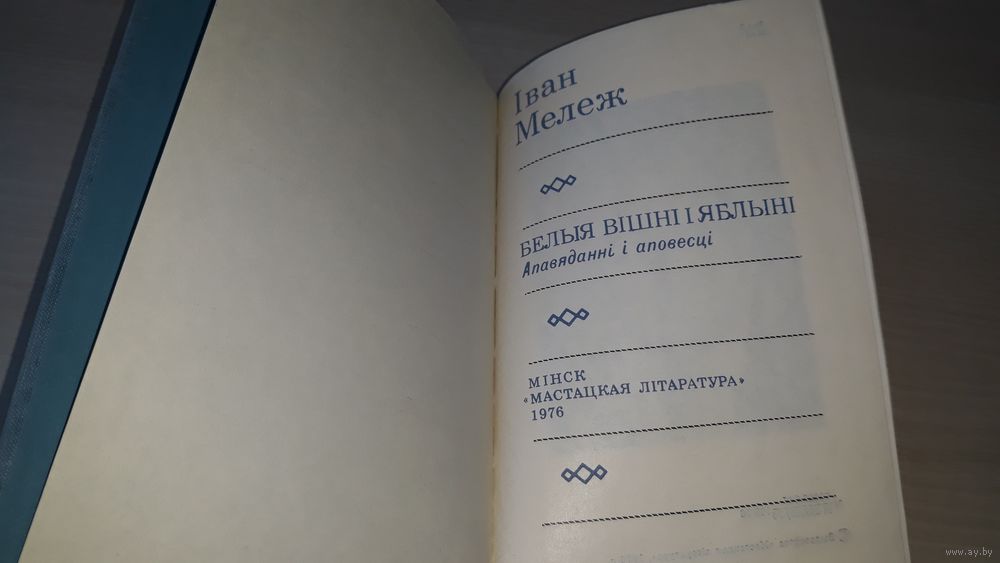 Іван
Мележ
БЕЛЫЯ ВІШНІ І ЯБЛЫНІ
Апавяданні і аповесці
МІНСК
«МАСТАЦКАЯ ЛІТАРАТУРА»
1976
www.ay.by